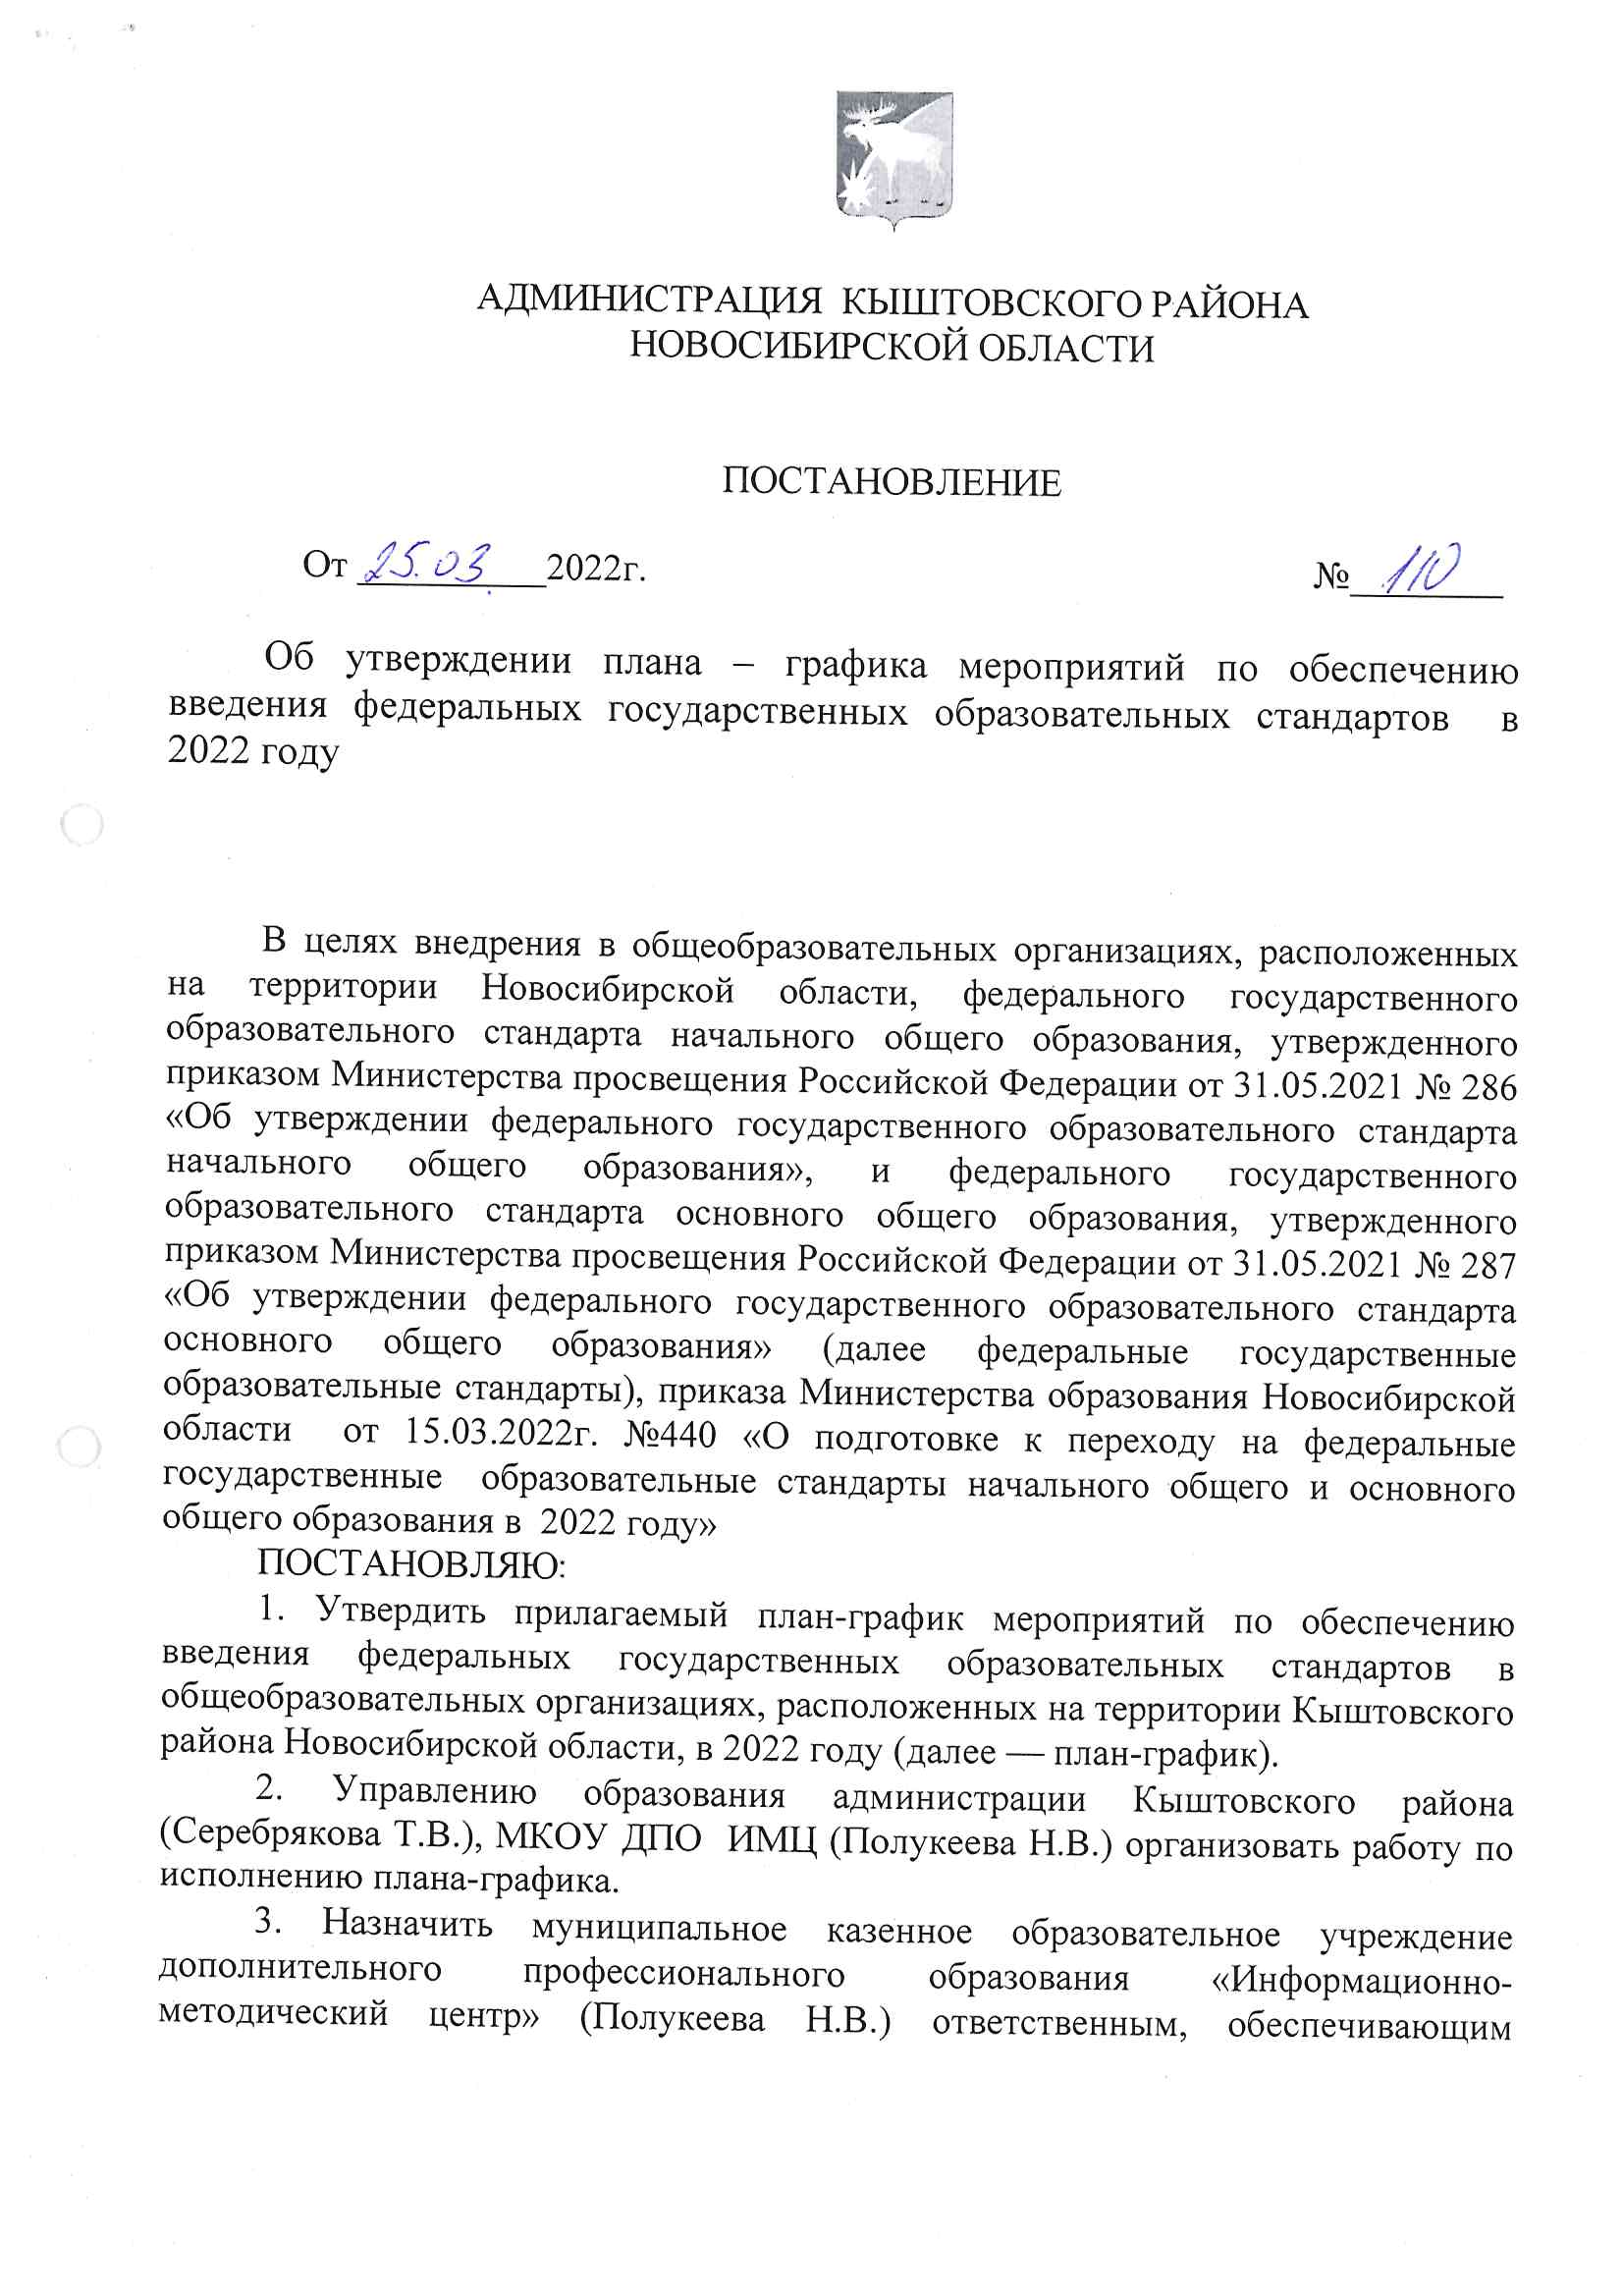 АДМИНИСТРАЦИЯ КЫШТОВСКОГО РАЙОНА
НОВОСИБИРСКОЙ ОБЛАСТИ
ПОСТАНОВЛЕНИЕ
От 25.03.2022г. № 110
Об утверждении плана – графика мероприятий по обеспечению
введения федеральных государственных образовательных стандартов в
2022 году
В целях внедрения в общеобразовательных организациях, расположенных
на территории Новосибирской области, федерального государственного
образовательного стандарта начального общего образования, утвержденного
приказом Министерства просвещения Российской Федерации от 31.05.2021 № 286
«Об утверждении федерального государственного образовательного стандарта
начального общего образования», и федерального государственного
образовательного стандарта основного общего образования, утвержденного
приказом Министерства просвещения Российской Федерации от 31.05.2021 № 287
«Об утверждении федерального государственного образовательного стандарта
основного общего образования» (далее федеральные государственные
образовательные стандарты), приказа Министерства образования Новосибирской
области от 15.03.2022г. №440 «О подготовке к переходу на федеральные
государственные образовательные стандарты начального общего и основного
общего образования в 2022 году»
ПОСТАНОВЛЯЮ:
1. Утвердить прилагаемый план-график мероприятий по обеспечению
введения федеральных государственных образовательных стандартов в
общеобразовательных организациях, расположенных на территории Кыштовского
района Новосибирской области, в 2022 году (далее — план-график).
2. Управлению образования администрации Кыштовского района
(Серебрякова Т.В.), МКОУ ДПО ИМЦ (Полукеева Н.В.) организовать работу по
исполнению плана-графика.
3. Назначить муниципальное казенное образовательное учреждение
дополнительного профессионального образования «Информационно-
методический центр» (Полукеева Н.В.) ответственным, обеспечивающим